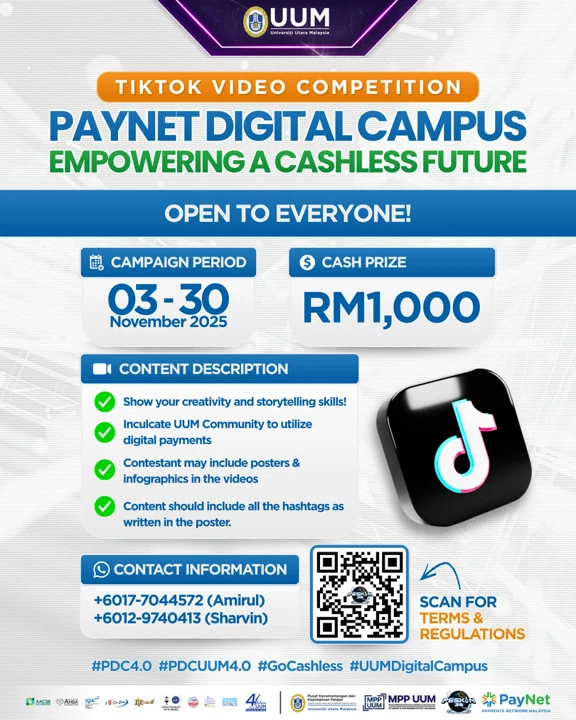 UUM
Universiti Utara Malaysia
TIKTOK VIDEO COMPETITION
PAYNET DIGITAL CAMPUS
EMPOWERING A CASHLESS FUTURE
OPEN TO EVERYONE!
CAMPAIGN PERIOD
03 - 30
November 2025
CASH PRIZE
RM1,000
CONTENT DESCRIPTION
Show your creativity and storytelling skills!
Inculcate UUM Community to utilize
digital payments
Contestant may include posters &
infographics in the videos
Content should include all the hashtags as
written in the poster.
CONTACT INFORMATION
+6017-7044572 (Amirul)
+6012-9740413 (Sharvin)
SCAN FOR
TERMS &
REGULATIONS
#PDC4.0 #PDCUUM4.0 #GoCashless #UUMDigitalCampus
AACSB
Universiti Utara Malaysia
MPP UUM
PayNet
PAYMENTS NETWORK MALAYSIA